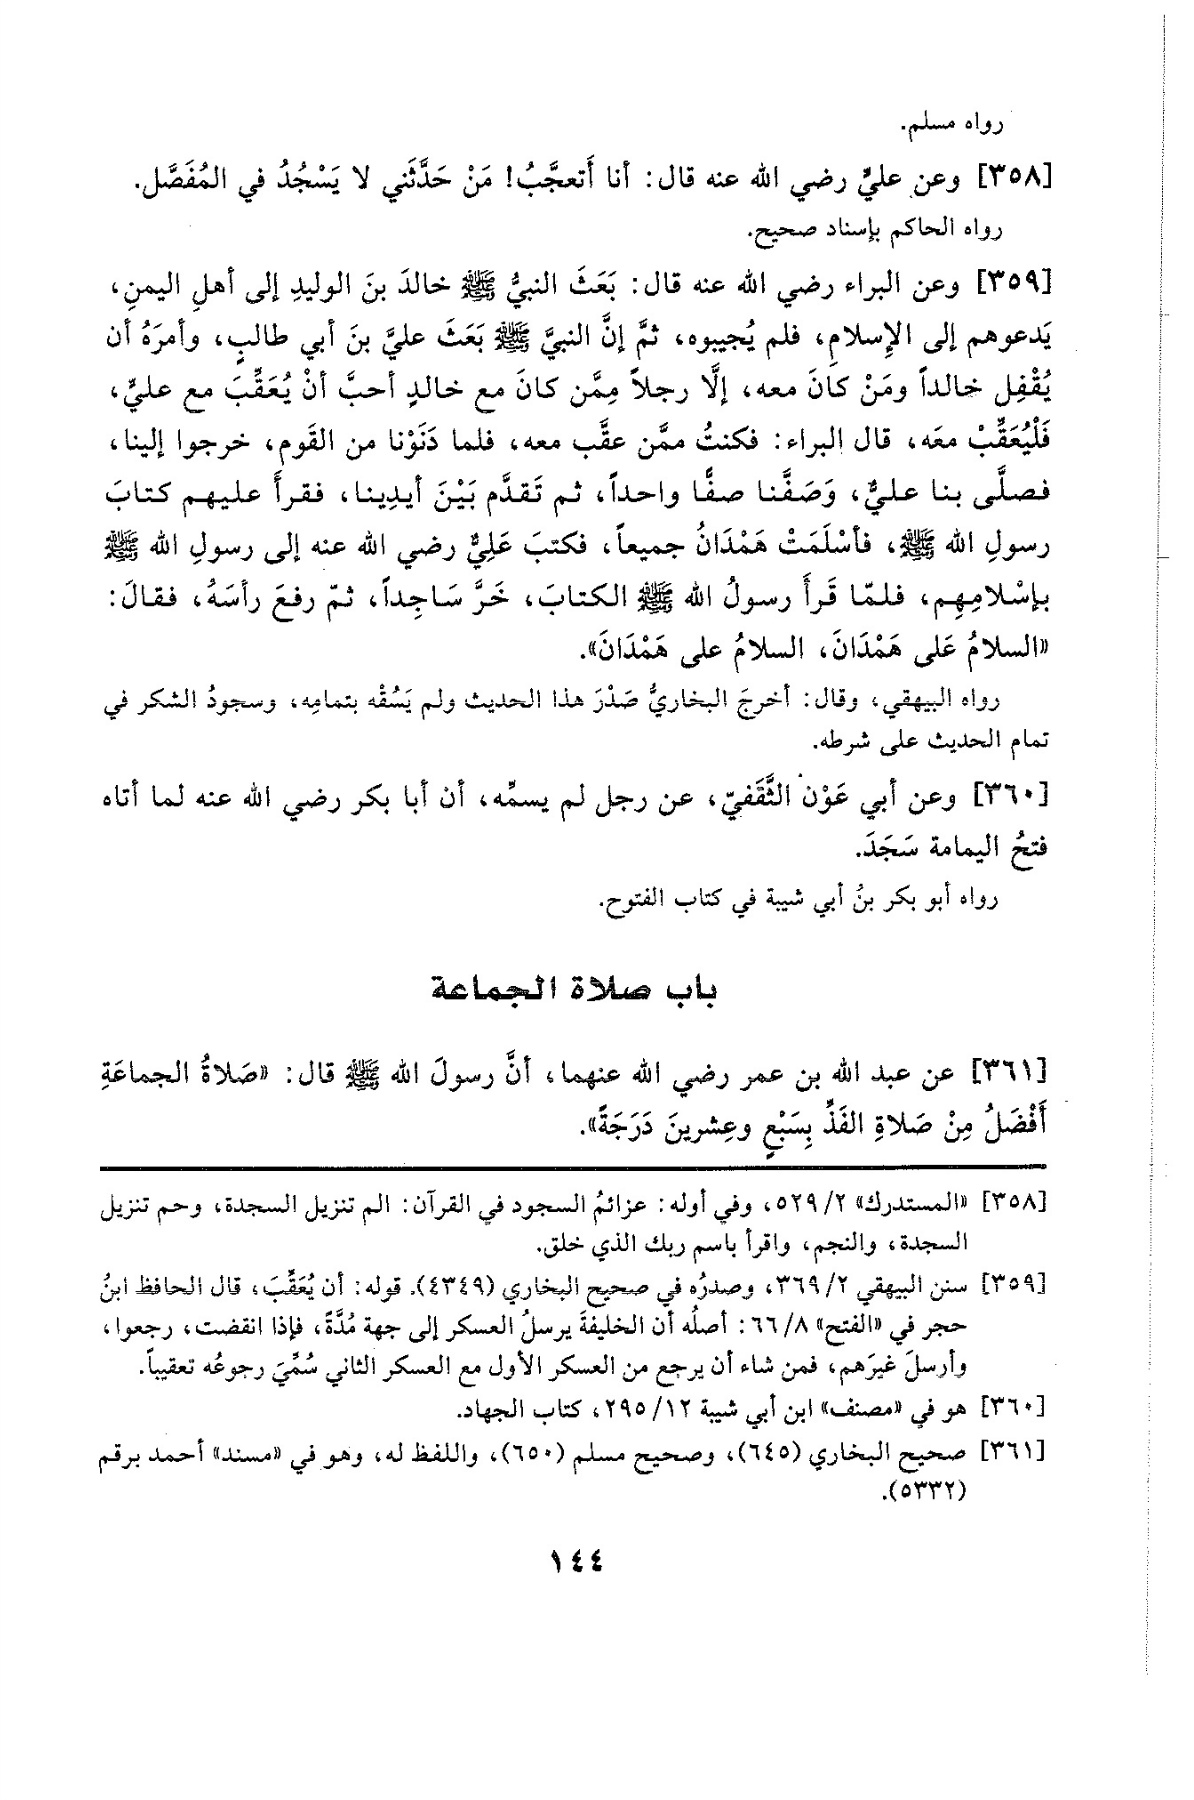 رواه مسلم.
[٣٥٨] وعن عليٍّ رضي الله عنه قال: أنا أَتعجَّبُ! مَنْ حَدَّثَني لا يَسْجُدُ في المُفَصَّل.
رواه الحاكم بإسناد صحيح.
[٣٥٩] وعن البراء رضي الله عنه قال: بَعَثَ النبيُّ ﷺ خالدَ بنَ الوليدِ إلى أهلِ اليمنِ،
يَدعوهم إلى الإِسلامِ، فلم يُجيبوه، ثمَّ إنَّ النبيَّ ﷺ بَعَثَ عليَّ بنَ أبي طالبٍ، وأمرَهُ أن
يُقْفِل خالداً ومَنْ كانَ معه، إلَّا رجلاً مِمَّن كانَ مع خالدٍ أحبَّ أنْ يُعَقِّبَ مع عليٍّ،
فَلْيُعَقِّبْ معَه، قال البراء: فكنتُ ممَّن عقَّب معه، فلما دَنَوْنا من القَوم، خرجوا إلينا،
فصلَّى بنا عليٌّ، وَصَفَّنا صفًّا واحداً، ثم تَقدَّم بَيْنَ أيدِينا، فقرأَ عليهم كتابَ
رسولِ الله ﷺ، فأسْلَمَتْ هَمْدَانُ جميعاً، فكتبَ عَلِيٌّ رضي الله عنه إلى رسولِ الله ﷺ
بإسْلامِهِم، فلمّا قَرأَ رسولُ الله ﷺ الكتابَ، خَرَّ سَاجِداً، ثمّ رفعَ رأسَهُ، فقالَ:
«السلامُ عَلى هَمْدَانَ، السلامُ على هَمْدَانَ».
رواه البيهقي، وقال: أخرجَ البخاريُّ صَدْرَ هذا الحديث ولم يَسُقْه بتمامِه، وسجودُ الشكر في
تمام الحديث على شرطه.
[٣٦٠] وعن أبي عَوْن الثَّقَفيّ، عن رجل لم يسمِّه، أن أبا بكر رضي الله عنه لما أتاه
فتحُ اليمامة سَجَدَ.
رواه أبو بكر بنُ أبي شيبة في كتاب الفتوح.
باب صلاة الجماعة
[٣٦١] عن عبد الله بن عمر رضي الله عنهما، أنَّ رسولَ الله ﷺ قال: «صَلاةُ الجماعَةِ
أَفْضَلُ مِنْ صَلاةِ الفَذِّ بِسَبْعٍ وعِشرينَ دَرَجَةً».
[٣٥٨] «المستدرك» ٥٢٩/٢، وفي أوله: عزائمُ السجود في القرآن: الم تنزيل السجدة، وحم تنزيل
السجدة، والنجم، واقرأ باسم ربك الذي خلق.
[٣٥٩] سنن البيهقي ٣٦٩/٢، وصدرُه في صحيح البخاري (٤٣٤٩). قوله: أن يُعَقِّبَ، قال الحافظ ابنُ
حجر في «الفتح» ٦٦/٨: أصلُه أن الخليفةَ يرسلُ العسكر إلى جهة مُدَّةً، فإذا انقضت، رجعوا،
وأرسلَ غيرَهم، فمن شاء أن يرجع من العسكر الأول مع العسكر الثاني سُمِّيَ رجوعُه تعقيباً.
[٣٦٠] هو في «مصنف» ابن أبي شيبة ٢٩٥/١٢، كتاب الجهاد.
[٣٦١] صحيح البخاري (٦٤٥)، وصحيح مسلم (٦٥٠)، واللفظ له، وهو في «مسند» أحمد برقم
(٥٣٣٢).
١٤٤